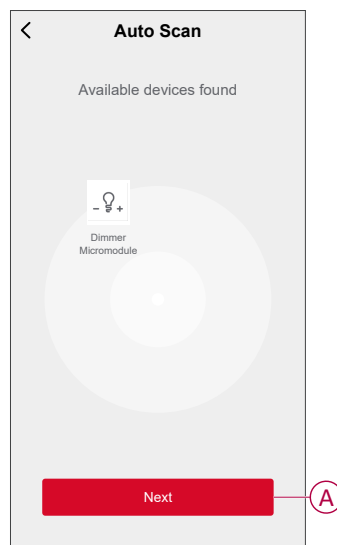 Auto Scan
Available devices found
Dimmer
Micromodule
Next
A